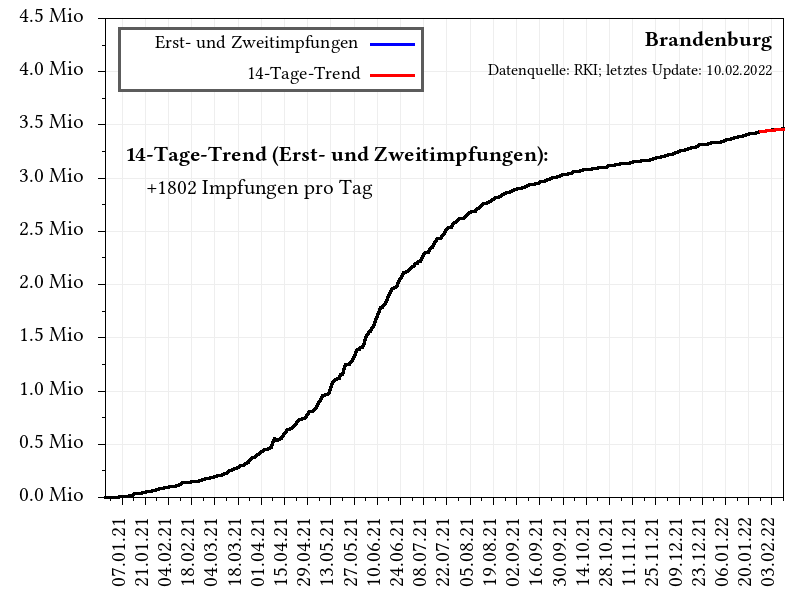 4.5 Mio
4.0 Mio
3.5 Mio
3.0 Mio
2.5 Mio
2.0 Mio
1.5 Mio
1.0 Mio
0.5 Mio
0.0 Mio
Erst- und Zweitimpfungen
14-Tage-Trend
Brandenburg
Datenquelle: RKI; letztes Update: 10.02.2022
14-Tage-Trend (Erst- und Zweitimpfungen):
+1802 Impfungen pro Tag
07.01.21
21.01.21
04.02.21
18.02.21
04.03.21
18.03.21
01.04.21
15.04.21
29.04.21
13.05.21
27.05.21
10.06.21
24.06.21
08.07.21
22.07.21
05.08.21
19.08.21
02.09.21
16.09.21
30.09.21
14.10.21
28.10.21
11.11.21
25.11.21
09.12.21
23.12.21
06.01.22
20.01.22
03.02.22